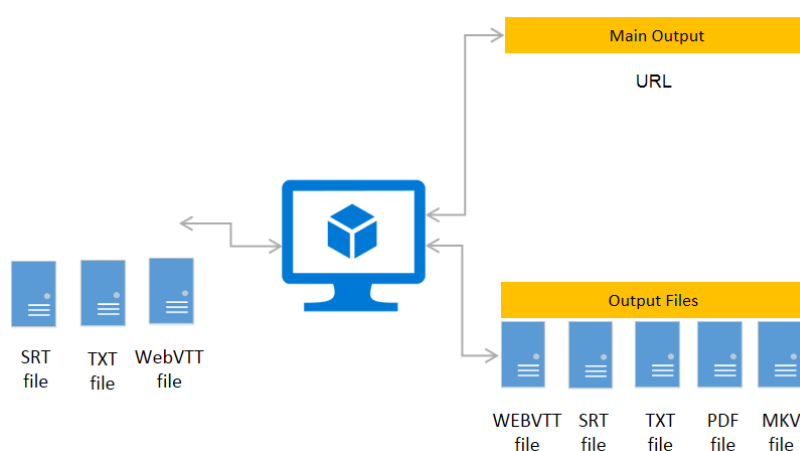 Main Output
URL
Output Files
SRT
file
TXT
file
WebVTT
file
WEBVTT
file
SRT
file
TXT
file
PDF
file
MKV
file